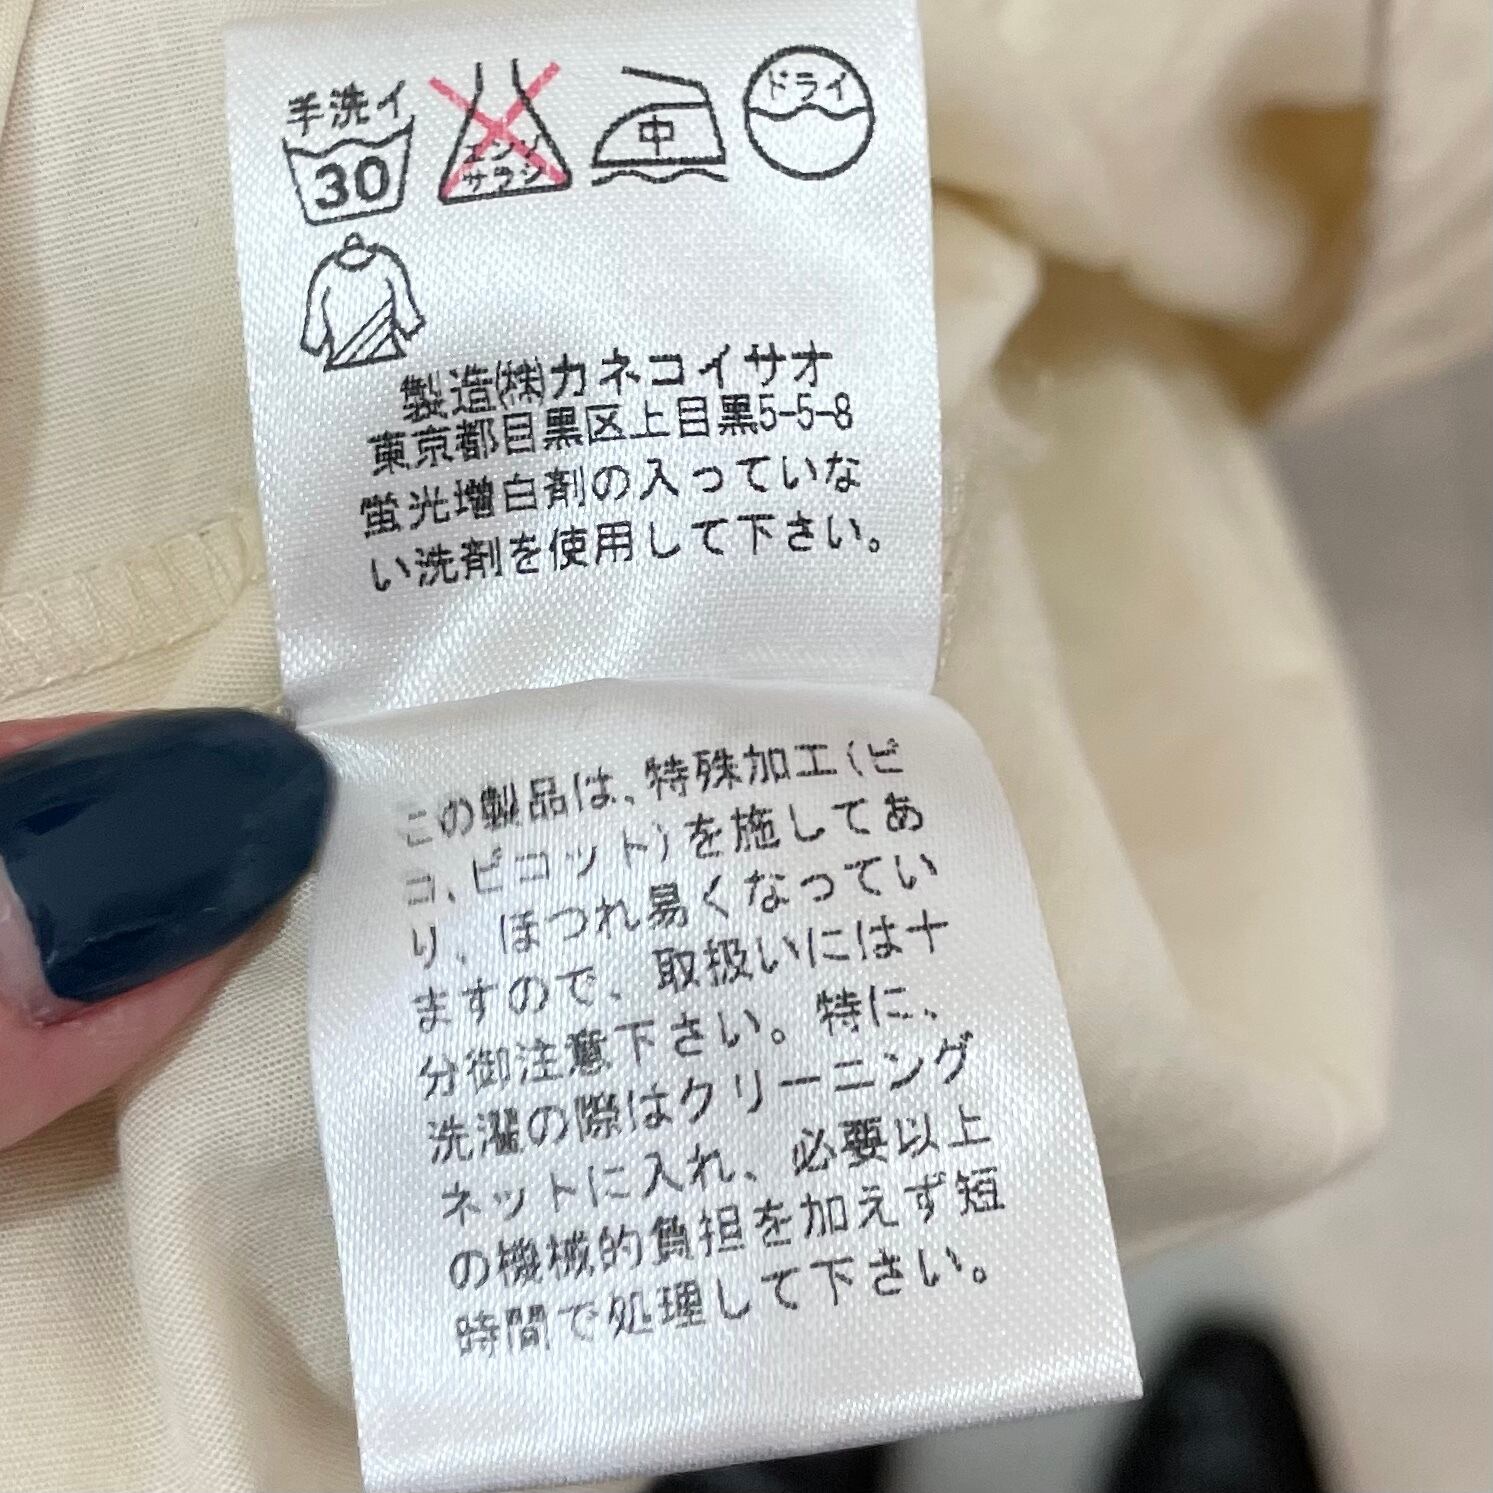 手洗イ
30
エンソ
サラシ
中
ドライ
製造㈱カネコイサオ
東京都目黒区上目黒5-5-8
蛍光増白剤の入っていな
い洗剤を使用して下さい。
この製品は、特殊加工(ピ
コ、ピコット)を施してあ
り、ほつれ易くなってい
ますので、取扱いには十
分御注意下さい。特に、
洗濯の際はクリーニング
ネットに入れ、必要以上
の機械的負担を加えず短
時間で処理して下さい。